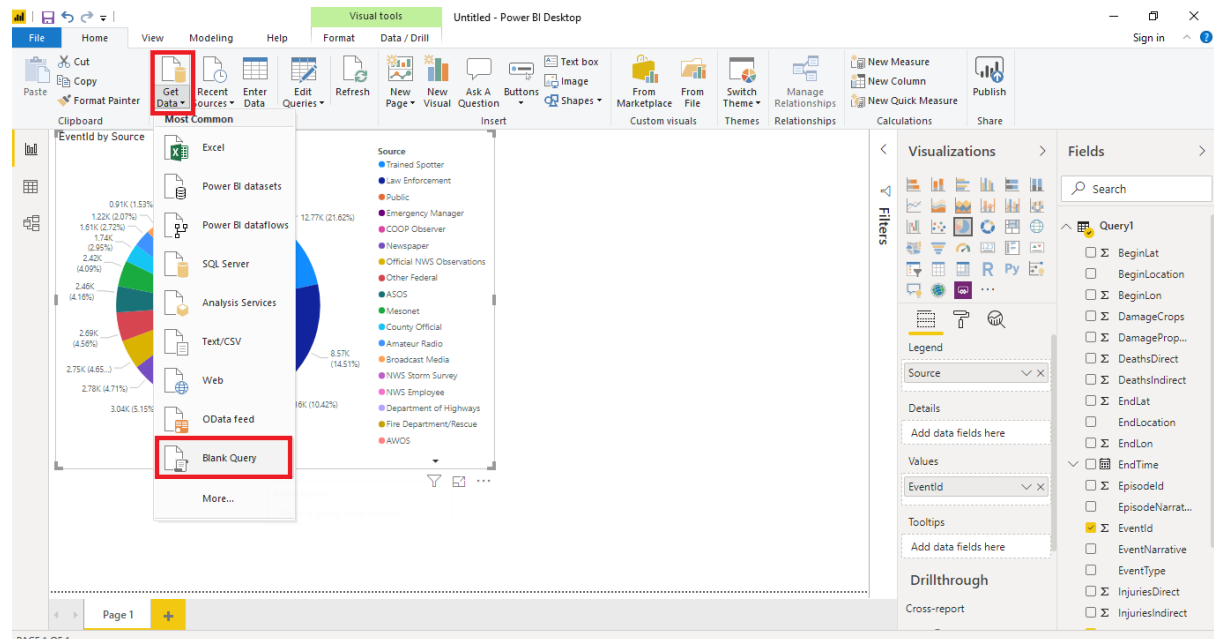 Visual tools
Untitled - Power BI Desktop
File
Home
View
Modeling
Help
Format
Data / Drill
Sign in
Paste
Cut
Copy
Format Painter
Clipboard
Get Data
Recent Sources
Enter Data
Edit Queries
Refresh
New Page
New Visual
Ask A Question
Buttons
Text box
Image
Shapes
Insert
From Marketplace
From File
Custom visuals
Switch Theme
Themes
Manage Relationships
Relationships
New Measure
New Column
New Quick Measure
Calculations
Publish
Share
Most Common
Excel
Power BI datasets
Power BI dataflows
SQL Server
Analysis Services
Text/CSV
Web
OData feed
Blank Query
More...
EventId by Source
0.91K (1.53%
1.22K (2.07%)
1.61K (2.72%)
1.74K
(2.95%)
2.42K
(4.09%)
2.46K
(4.16%)
2.69K
(4.56%)
2.75K (4.65...)
2.78K (4.71%)
3.04K (5.15%
12.77K (21.62%)
8.57K
(14.51%)
16K (10.42%)
Source
Trained Spotter
Law Enforcement
Public
Emergency Manager
COOP Observer
Newspaper
Official NWS Observations
Other Federal
ASOS
Mesonet
County Official
Amateur Radio
Broadcast Media
NWS Storm Survey
NWS Employee
Department of Highways
Fire Department/Rescue
AWOS
Filters
Visualizations
R
Py
Legend
Source
Details
Add data fields here
Values
EventId
Tooltips
Add data fields here
Drillthrough
Cross-report
Fields
Search
Query1
BeginLat
BeginLocation
BeginLon
DamageCrops
DamageProp...
DeathsDirect
DeathsIndirect
EndLat
EndLocation
EndLon
EndTime
EpisodeId
EpisodeNarrat...
EventId
EventNarrative
EventType
InjuriesDirect
InjuriesIndirect
Page 1
PAGE 1 OF 1